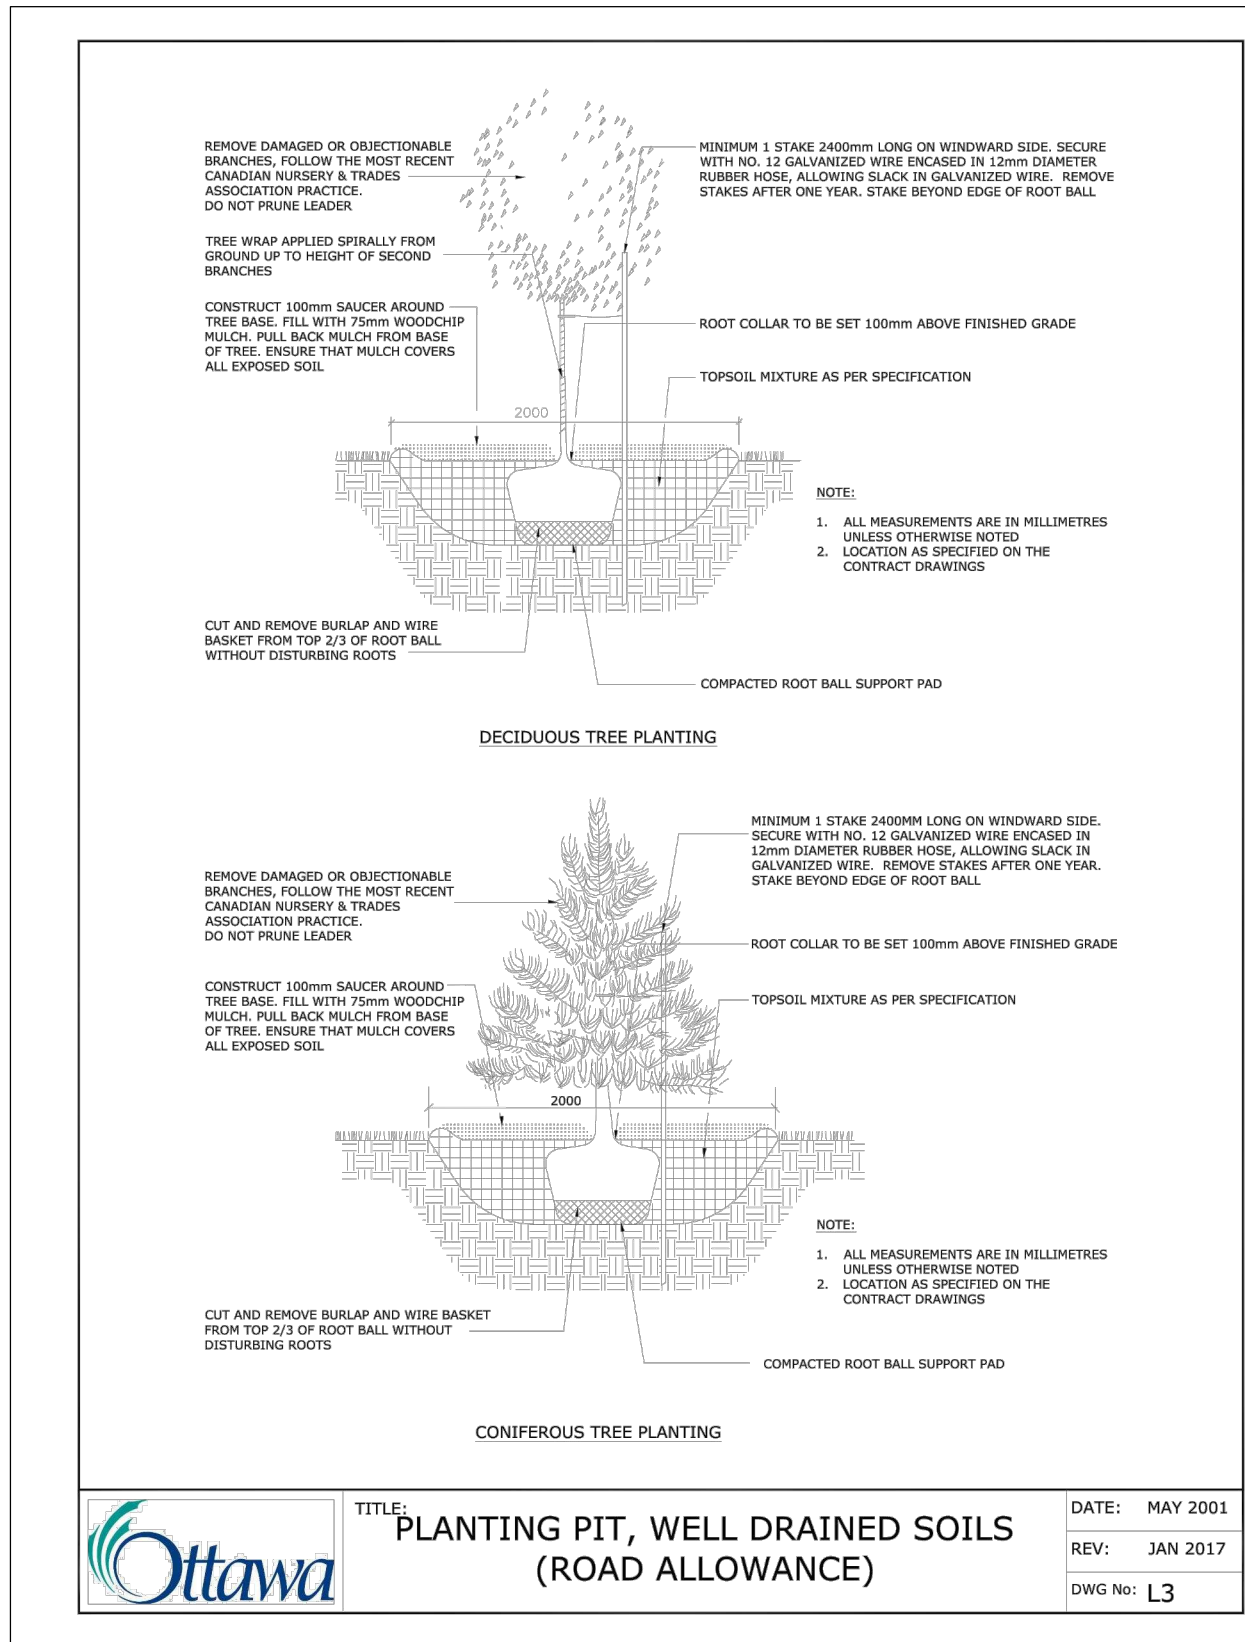 REMOVE DAMAGED OR OBJECTIONABLE
BRANCHES, FOLLOW THE MOST RECENT
CANADIAN NURSERY & TRADES
ASSOCIATION PRACTICE.
DO NOT PRUNE LEADER
MINIMUM 1 STAKE 2400mm LONG ON WINDWARD SIDE. SECURE
WITH NO. 12 GALVANIZED WIRE ENCASED IN 12mm DIAMETER
RUBBER HOSE, ALLOWING SLACK IN GALVANIZED WIRE. REMOVE
STAKES AFTER ONE YEAR. STAKE BEYOND EDGE OF ROOT BALL
TREE WRAP APPLIED SPIRALLY FROM
GROUND UP TO HEIGHT OF SECOND
BRANCHES
CONSTRUCT 100mm SAUCER AROUND
TREE BASE. FILL WITH 75mm WOODCHIP
MULCH. PULL BACK MULCH FROM BASE
OF TREE. ENSURE THAT MULCH COVERS
ALL EXPOSED SOIL
ROOT COLLAR TO BE SET 100mm ABOVE FINISHED GRADE
TOPSOIL MIXTURE AS PER SPECIFICATION
2000
NOTE:
1. ALL MEASUREMENTS ARE IN MILLIMETRES
UNLESS OTHERWISE NOTED
2. LOCATION AS SPECIFIED ON THE
CONTRACT DRAWINGS
CUT AND REMOVE BURLAP AND WIRE
BASKET FROM TOP 2/3 OF ROOT BALL
WITHOUT DISTURBING ROOTS
COMPACTED ROOT BALL SUPPORT PAD
DECIDUOUS TREE PLANTING
MINIMUM 1 STAKE 2400MM LONG ON WINDWARD SIDE.
SECURE WITH NO. 12 GALVANIZED WIRE ENCASED IN
12mm DIAMETER RUBBER HOSE, ALLOWING SLACK IN
GALVANIZED WIRE. REMOVE STAKES AFTER ONE YEAR.
STAKE BEYOND EDGE OF ROOT BALL
REMOVE DAMAGED OR OBJECTIONABLE
BRANCHES, FOLLOW THE MOST RECENT
CANADIAN NURSERY & TRADES
ASSOCIATION PRACTICE.
DO NOT PRUNE LEADER
ROOT COLLAR TO BE SET 100mm ABOVE FINISHED GRADE
CONSTRUCT 100mm SAUCER AROUND
TREE BASE. FILL WITH 75mm WOODCHIP
MULCH. PULL BACK MULCH FROM BASE
OF TREE. ENSURE THAT MULCH COVERS
ALL EXPOSED SOIL
TOPSOIL MIXTURE AS PER SPECIFICATION
2000
NOTE:
1. ALL MEASUREMENTS ARE IN MILLIMETRES
UNLESS OTHERWISE NOTED
2. LOCATION AS SPECIFIED ON THE
CONTRACT DRAWINGS
CUT AND REMOVE BURLAP AND WIRE BASKET
FROM TOP 2/3 OF ROOT BALL WITHOUT
DISTURBING ROOTS
COMPACTED ROOT BALL SUPPORT PAD
CONIFEROUS TREE PLANTING
Ottawa
TITLE:
PLANTING PIT, WELL DRAINED SOILS
(ROAD ALLOWANCE)
DATE: MAY 2001
REV: JAN 2017
DWG No: L3